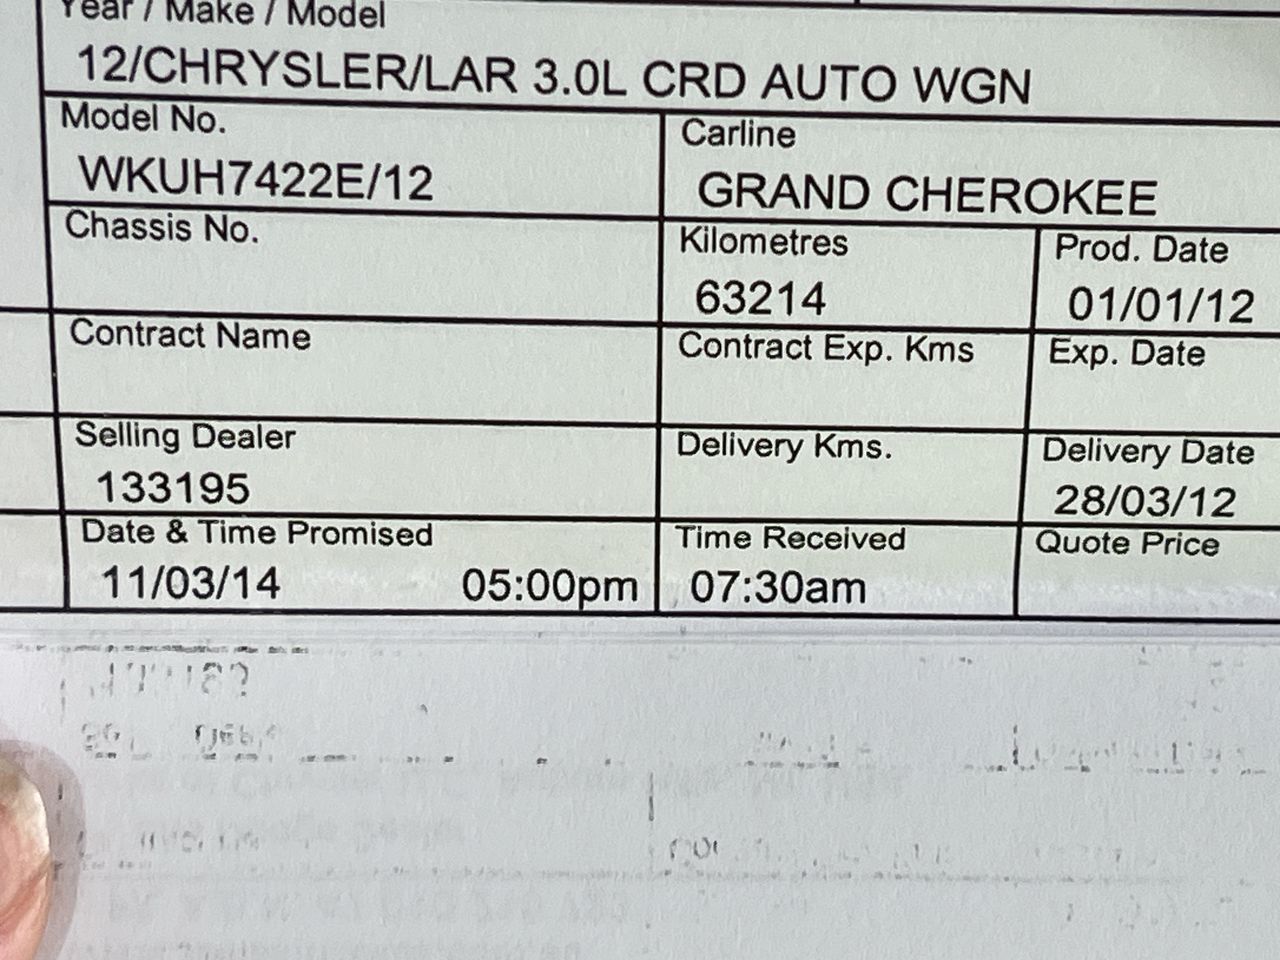 Year / Make / Model
12/CHRYSLER/LAR 3.0L CRD AUTO WGN
Model No.
WKUH7422E/12
Carline
GRAND CHEROKEE
Chassis No.
Kilometres
63214
Prod. Date
01/01/12
Contract Name
Contract Exp. Kms
Exp. Date
Selling Dealer
133195
Delivery Kms.
Delivery Date
28/03/12
Date & Time Promised
11/03/14 05:00pm
Time Received
07:30am
Quote Price